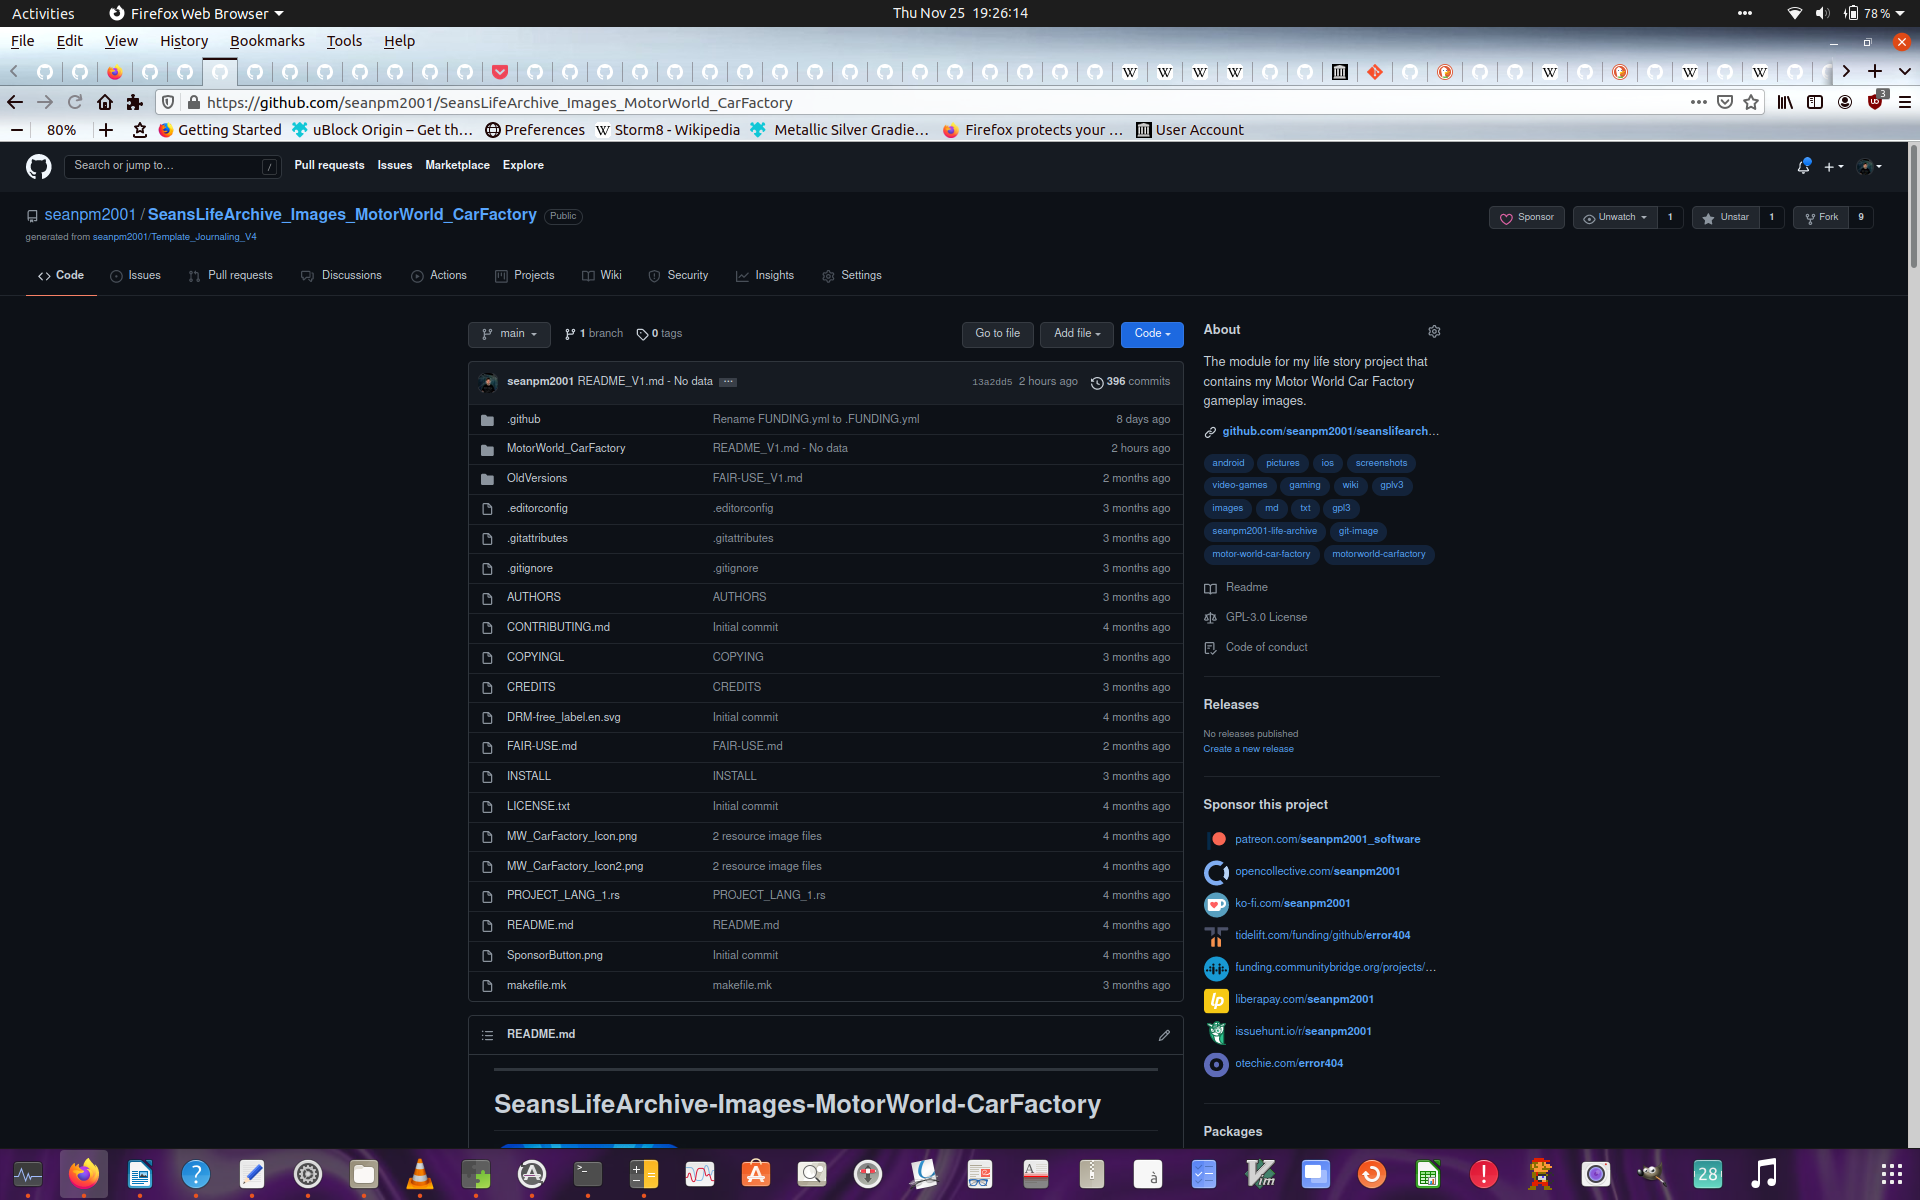 Activities Firefox Web Browser Thu Nov 25 19:26:14 78 %
File Edit View History Bookmarks Tools Help
https://github.com/seanpm2001/SeansLifeArchive_Images_MotorWorld_CarFactory 3
80% Getting Started uBlock Origin – Get th… Preferences Storm8 - Wikipedia Metallic Silver Gradie… Firefox protects your … User Account
Search or jump to… / Pull requests Issues Marketplace Explore
seanpm2001 / SeansLifeArchive_Images_MotorWorld_CarFactory Public Sponsor Unwatch 1 Unstar 1 Fork 9
generated from seanpm2001/Template_Journaling_V4
Code Issues Pull requests Discussions Actions Projects Wiki Security Insights Settings
main 1 branch 0 tags Go to file Add file Code
seanpm2001 README_V1.md - No data ... 13a2dd5 2 hours ago 396 commits
.github Rename FUNDING.yml to .FUNDING.yml 8 days ago
MotorWorld_CarFactory README_V1.md - No data 2 hours ago
OldVersions FAIR-USE_V1.md 2 months ago
.editorconfig .editorconfig 3 months ago
.gitattributes .gitattributes 3 months ago
.gitignore .gitignore 3 months ago
AUTHORS AUTHORS 3 months ago
CONTRIBUTING.md Initial commit 4 months ago
COPYINGL COPYING 3 months ago
CREDITS CREDITS 3 months ago
DRM-free_label.en.svg Initial commit 4 months ago
FAIR-USE.md FAIR-USE.md 2 months ago
INSTALL INSTALL 3 months ago
LICENSE.txt Initial commit 4 months ago
MW_CarFactory_Icon.png 2 resource image files 4 months ago
MW_CarFactory_Icon2.png 2 resource image files 4 months ago
PROJECT_LANG_1.rs PROJECT_LANG_1.rs 4 months ago
README.md README.md 4 months ago
SponsorButton.png Initial commit 4 months ago
makefile.mk makefile.mk 3 months ago
README.md
SeansLifeArchive-Images-MotorWorld-CarFactory
About
The module for my life story project that
contains my Motor World Car Factory
gameplay images.
github.com/seanpm2001/seanslifearch…
android pictures ios screenshots
video-games gaming wiki gplv3
images md txt gpl3
seanpm2001-life-archive git-image
motor-world-car-factory motorworld-carfactory
Readme
GPL-3.0 License
Code of conduct
Releases
No releases published
Create a new release
Sponsor this project
patreon.com/seanpm2001_software
opencollective.com/seanpm2001
ko-fi.com/seanpm2001
tidelift.com/funding/github/error404
funding.communitybridge.org/projects/…
liberapay.com/seanpm2001
issuehunt.io/r/seanpm2001
otechie.com/error404
Packages
28